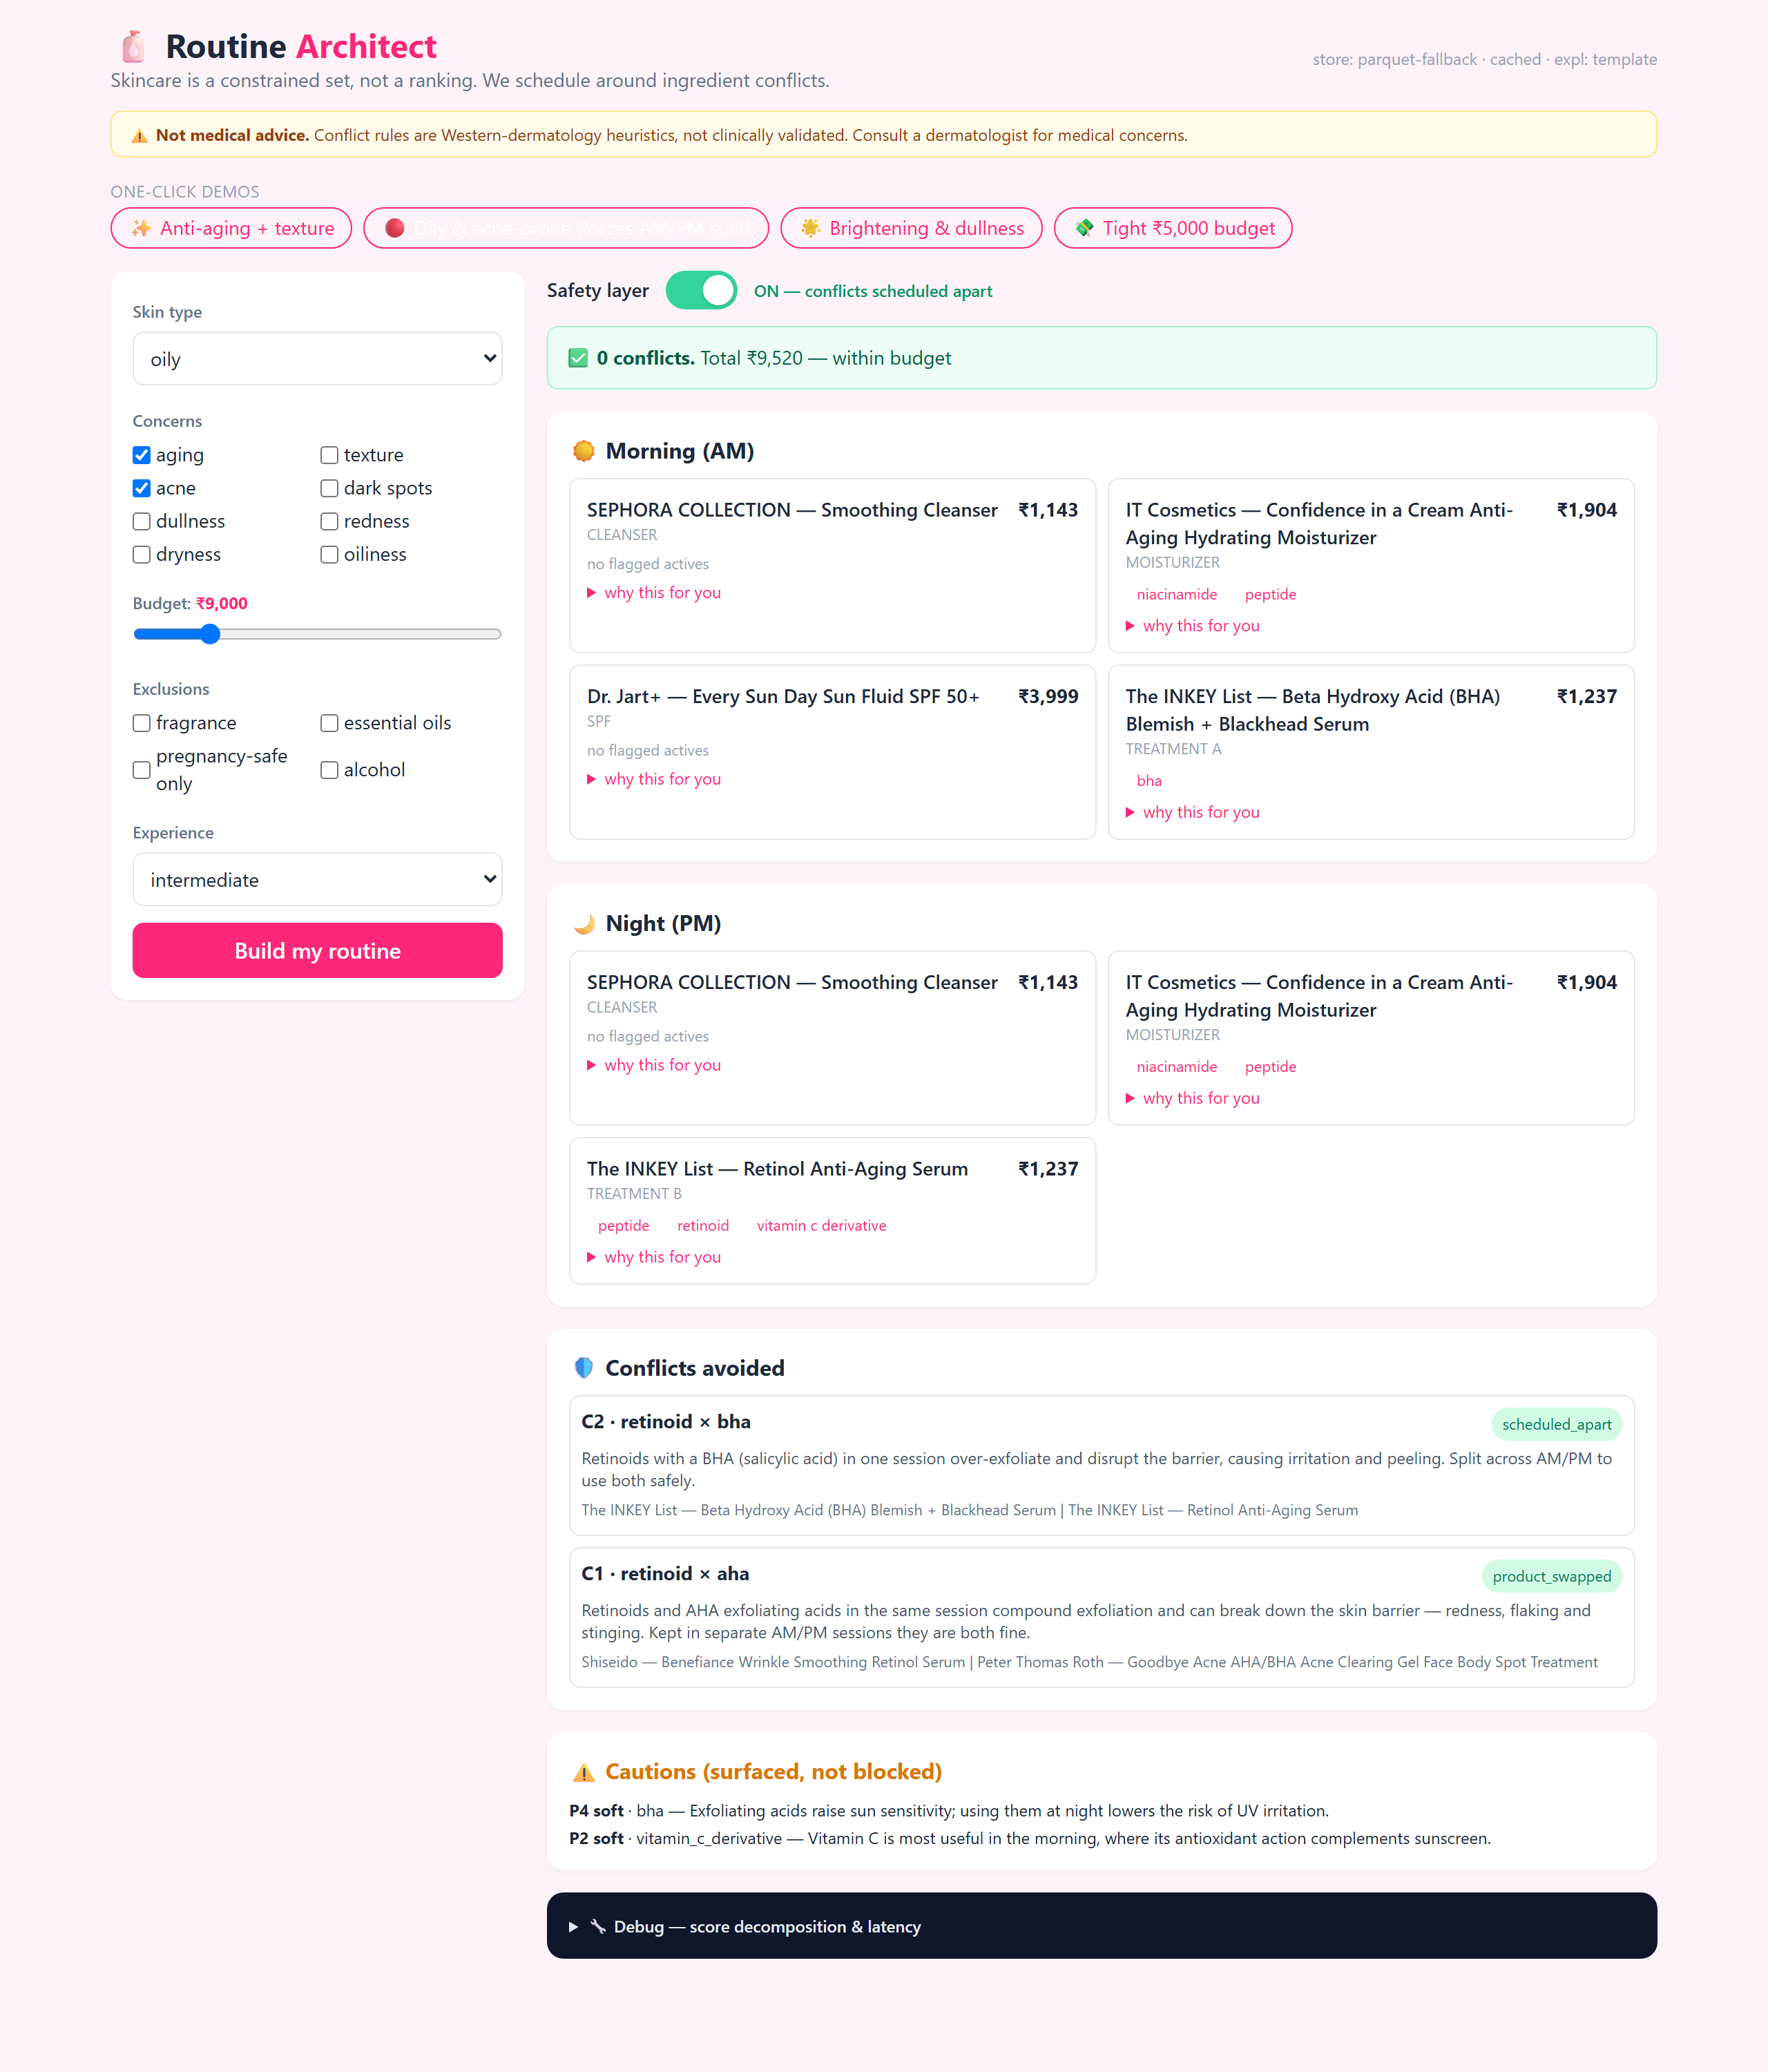 Routine Architect
Skincare is a constrained set, not a ranking. We schedule around ingredient conflicts.
store: parquet-fallback · cached · expl: template
Not medical advice. Conflict rules are Western-dermatology heuristics, not clinically validated. Consult a dermatologist for medical concerns.
ONE-CLICK DEMOS
Anti-aging + texture
Oily & acne-prone (forces AM/PM split)
Brightening & dullness
Tight ₹5,000 budget
Skin type
oily
Concerns
aging
texture
acne
dark spots
dullness
redness
dryness
oiliness
Budget: ₹9,000
Exclusions
fragrance
essential oils
pregnancy-safe
only
alcohol
Experience
intermediate
Build my routine
Safety layer
ON — conflicts scheduled apart
0 conflicts. Total ₹9,520 — within budget
Morning (AM)
SEPHORA COLLECTION — Smoothing Cleanser ₹1,143
CLEANSER
no flagged actives
why this for you
IT Cosmetics — Confidence in a Cream Anti- ₹1,904
Aging Hydrating Moisturizer
MOISTURIZER
niacinamide peptide
why this for you
Dr. Jart+ — Every Sun Day Sun Fluid SPF 50+ ₹3,999
SPF
no flagged actives
why this for you
The INKEY List — Beta Hydroxy Acid (BHA) ₹1,237
Blemish + Blackhead Serum
TREATMENT A
bha
why this for you
Night (PM)
SEPHORA COLLECTION — Smoothing Cleanser ₹1,143
CLEANSER
no flagged actives
why this for you
IT Cosmetics — Confidence in a Cream Anti- ₹1,904
Aging Hydrating Moisturizer
MOISTURIZER
niacinamide peptide
why this for you
The INKEY List — Retinol Anti-Aging Serum ₹1,237
TREATMENT B
peptide retinoid vitamin c derivative
why this for you
Conflicts avoided
C2 · retinoid × bha
scheduled_apart
Retinoids with a BHA (salicylic acid) in one session over-exfoliate and disrupt the barrier, causing irritation and peeling. Split across AM/PM to
use both safely.
The INKEY List — Beta Hydroxy Acid (BHA) Blemish + Blackhead Serum | The INKEY List — Retinol Anti-Aging Serum
C1 · retinoid × aha
product_swapped
Retinoids and AHA exfoliating acids in the same session compound exfoliation and can break down the skin barrier — redness, flaking and
stinging. Kept in separate AM/PM sessions they are both fine.
Shiseido — Benefiance Wrinkle Smoothing Retinol Serum | Peter Thomas Roth — Goodbye Acne AHA/BHA Acne Clearing Gel Face Body Spot Treatment
Cautions (surfaced, not blocked)
P4 soft · bha — Exfoliating acids raise sun sensitivity; using them at night lowers the risk of UV irritation.
P2 soft · vitamin_c_derivative — Vitamin C is most useful in the morning, where its antioxidant action complements sunscreen.
Debug — score decomposition & latency